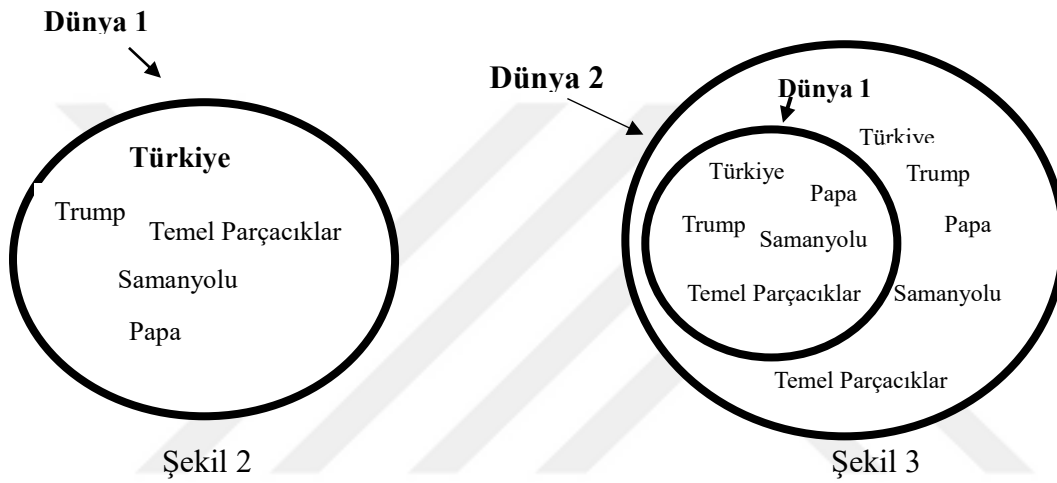 Dünya 1
Türkiye
Trump
Temel Parçacıklar
Samanyolu
Papa
Şekil 2
Dünya 2
Dünya 1
Türkiye
Papa
Trump
Samanyolu
Temel Parçacıklar
Türkiye
Trump
Papa
Samanyolu
Temel Parçacıklar
Şekil 3